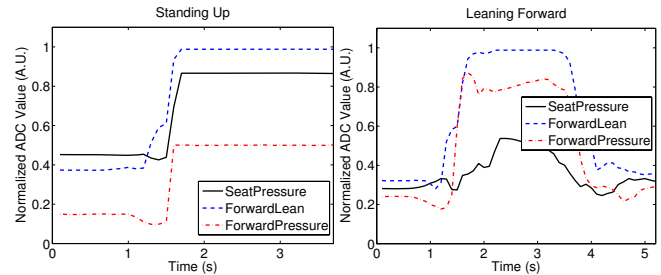 Standing Up
Normalized ADC Value (A.U.)
1
0.8
0.6
0.4
0.2
0
0
1
2
3
Time (s)
SeatPressure
ForwardLean
ForwardPressure
Leaning Forward
Normalized ADC Value (A.U.)
1
0.8
0.6
0.4
0.2
0
0
1
2
3
4
5
Time (s)
SeatPressure
ForwardLean
ForwardPressure